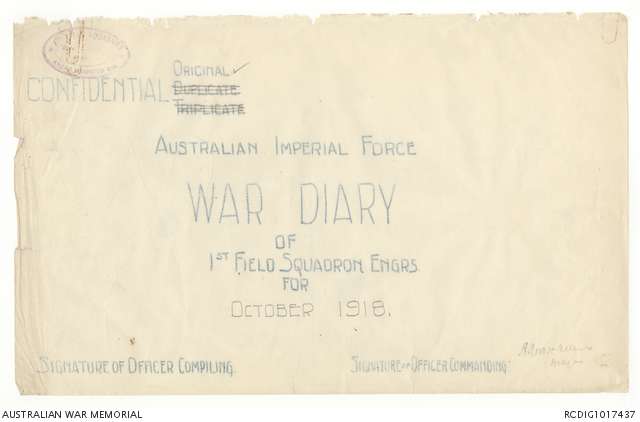 ORIGINAL ✓
CONFIDENTIAL DUPLICATE
TRIPLICATE
AUSTRALIAN IMPERIAL FORCE
WAR DIARY
OF
1ST FIELD SQUADRON ENGRS.
FOR
OCTOBER 1918.
SIGNATURE OF OFFICER COMPILING.
SIGNATURE OF OFFICER COMMANDING.
AUSTRALIAN WAR MEMORIAL
RCDIG1017437